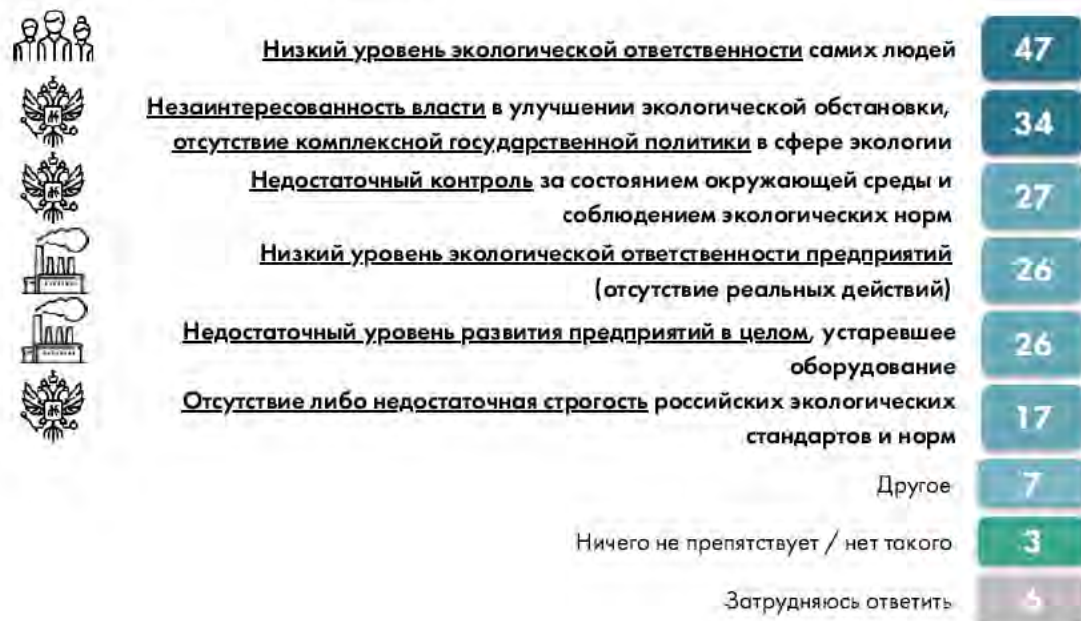 Низкий уровень экологической ответственности самих людей 47
Незаинтересованность власти в улучшении экологической обстановки,
отсутствие комплексной государственной политики в сфере экологии 34
Недостаточный контроль за состоянием окружающей среды и
соблюдением экологических норм 27
Низкий уровень экологической ответственности предприятий
(отсутствие реальных действий) 26
Недостаточный уровень развития предприятий в целом, устаревшее
оборудование 26
Отсутствие либо недостаточная строгость российских экологических
стандартов и норм 17
Другое 7
Ничего не препятствует / нет такого 3
Затрудняюсь ответить